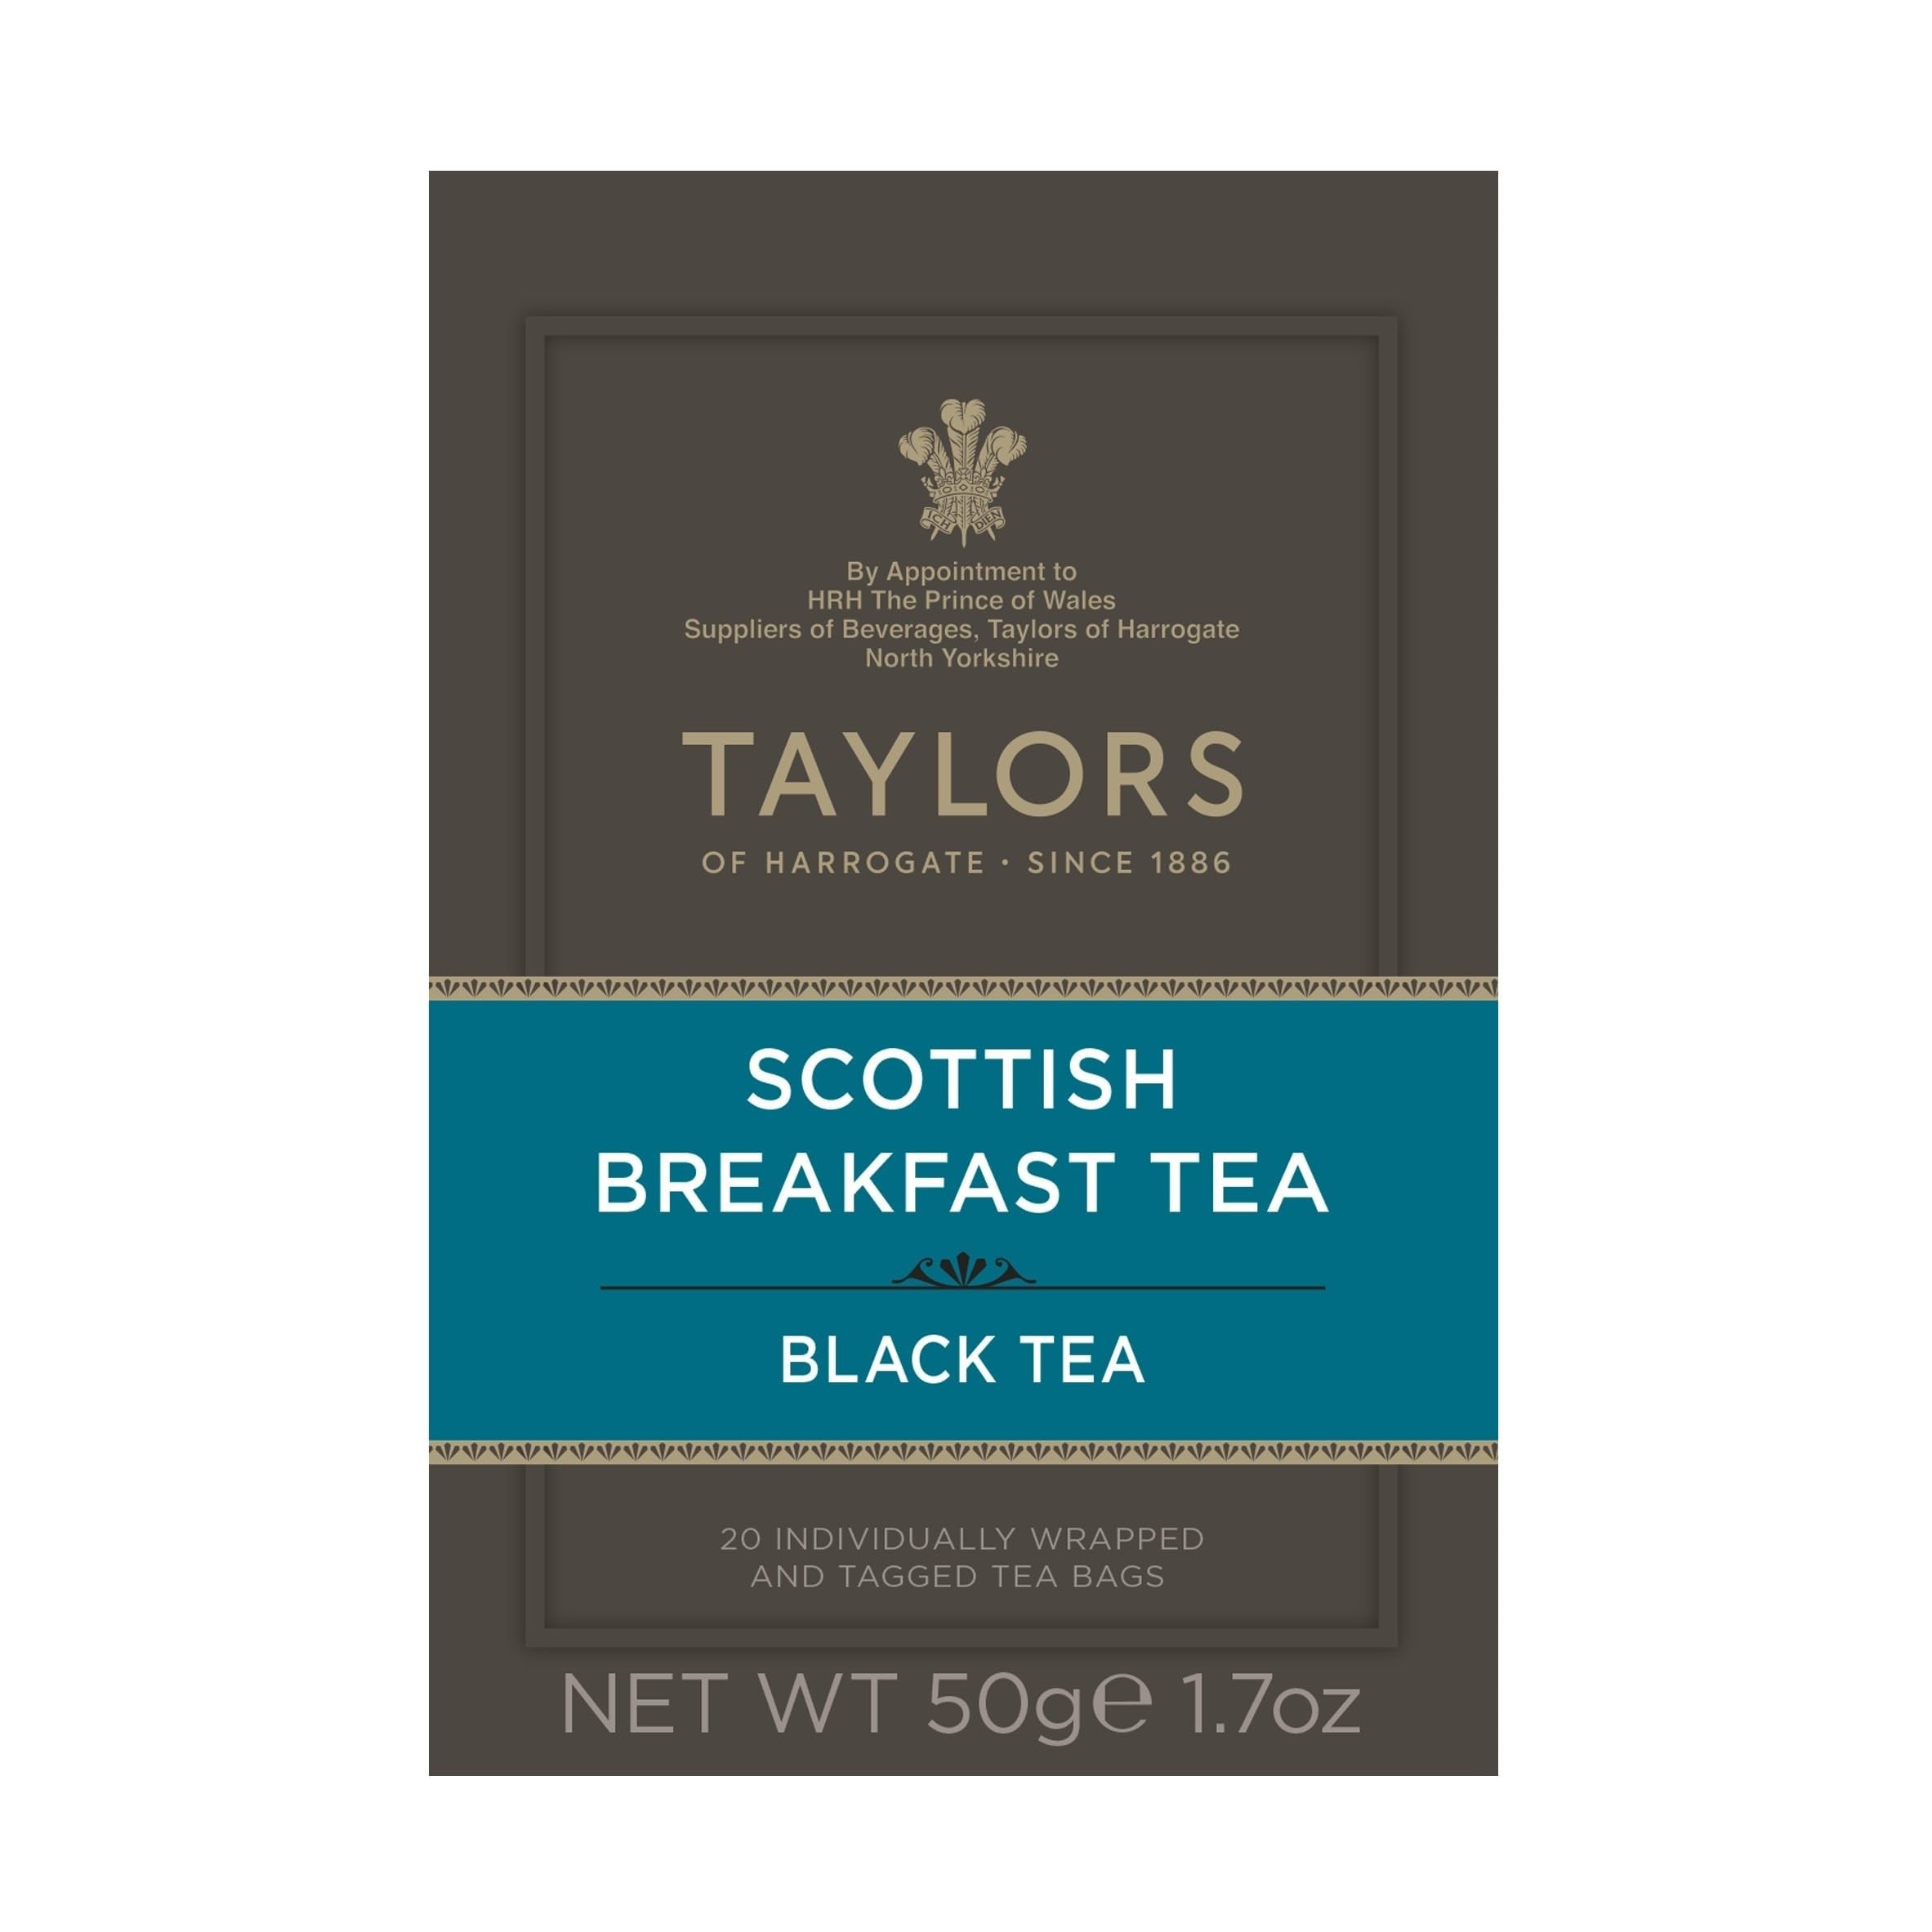 ICH DIEN
By Appointment to
HRH The Prince of Wales
Suppliers of Beverages, Taylors of Harrogate
North Yorkshire
TAYLORS
OF HARROGATE · SINCE 1886
SCOTTISH
BREAKFAST TEA
BLACK TEA
20 INDIVIDUALLY WRAPPED
AND TAGGED TEA BAGS
NET WT 50g℮ 1.7oz